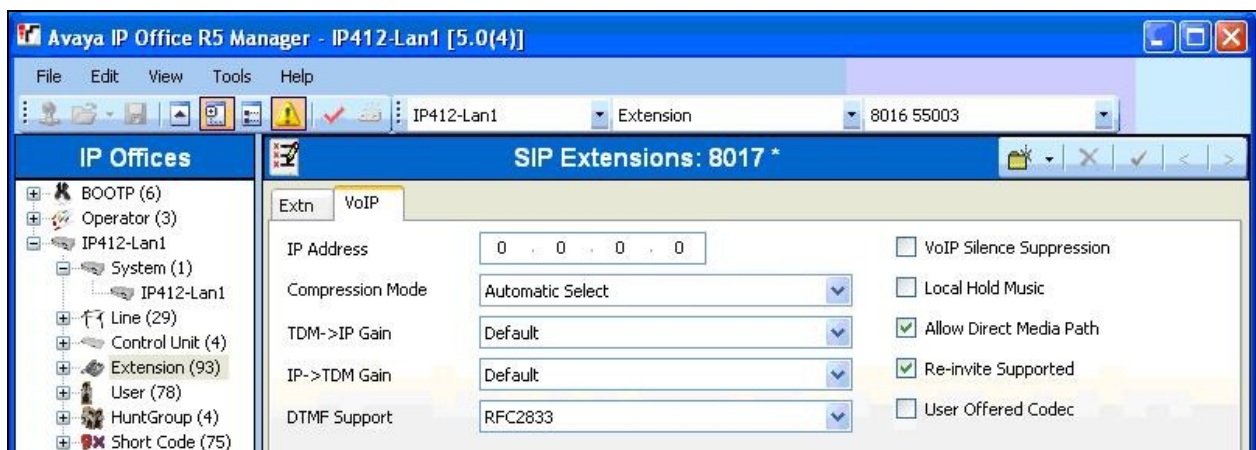 Avaya IP Office R5 Manager - IP412-Lan1 [5.0(4)]
File Edit View Tools Help
IP412-Lan1 Extension 8016 55003
IP Offices
BOOTP (6)
Operator (3)
IP412-Lan1
System (1)
IP412-Lan1
Line (29)
Control Unit (4)
Extension (93)
User (78)
HuntGroup (4)
Short Code (75)
SIP Extensions: 8017 *
Extn VoIP
IP Address 0 . 0 . 0 . 0
Compression Mode Automatic Select
TDM->IP Gain Default
IP->TDM Gain Default
DTMF Support RFC2833
VoIP Silence Suppression
Local Hold Music
Allow Direct Media Path
Re-invite Supported
User Offered Codec